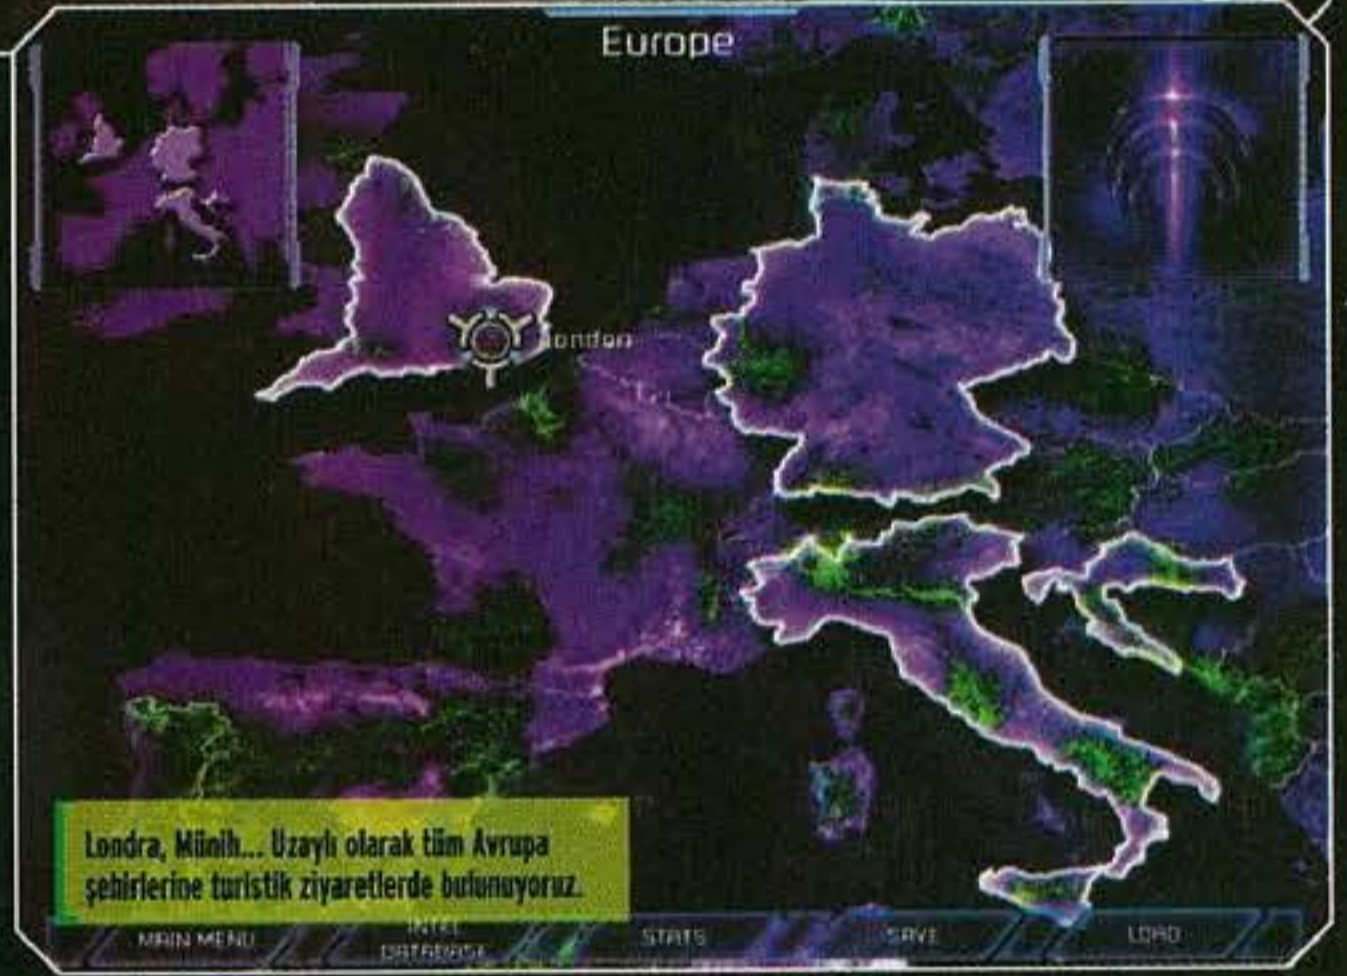 Europe
London
Londra, Münih... Uzaylı olarak tüm Avrupa
şehirlerine turistik ziyaretlerde bulunuyoruz.
MAIN MENU
INTEL
DATABASE
STATS
SAVE
LOAD